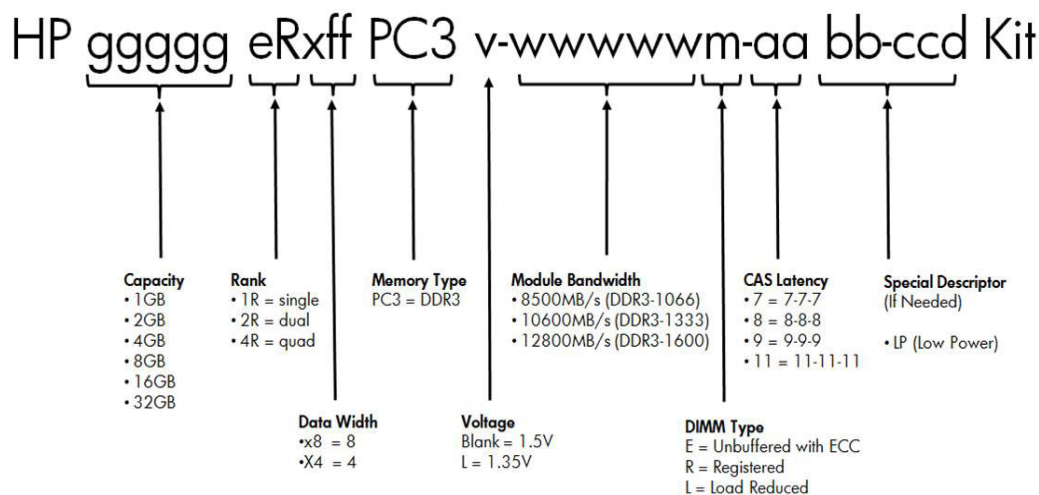 HP ggggg eRxff PC3 v-wwwwwm-aa bb-ccd Kit
Capacity
• 1GB
• 2GB
• 4GB
• 8GB
• 16GB
• 32GB
Rank
• 1R = single
• 2R = dual
• 4R = quad
Memory Type
PC3 = DDR3
Module Bandwidth
• 8500MB/s (DDR3-1066)
• 10600MB/s (DDR3-1333)
• 12800MB/s (DDR3-1600)
CAS Latency
• 7 = 7-7-7
• 8 = 8-8-8
• 9 = 9-9-9
• 11 = 11-11-11
Special Descriptor
(If Needed)
• LP (Low Power)
Data Width
•x8 = 8
•X4 = 4
Voltage
Blank = 1.5V
L = 1.35V
DIMM Type
E = Unbuffered with ECC
R = Registered
L = Load Reduced